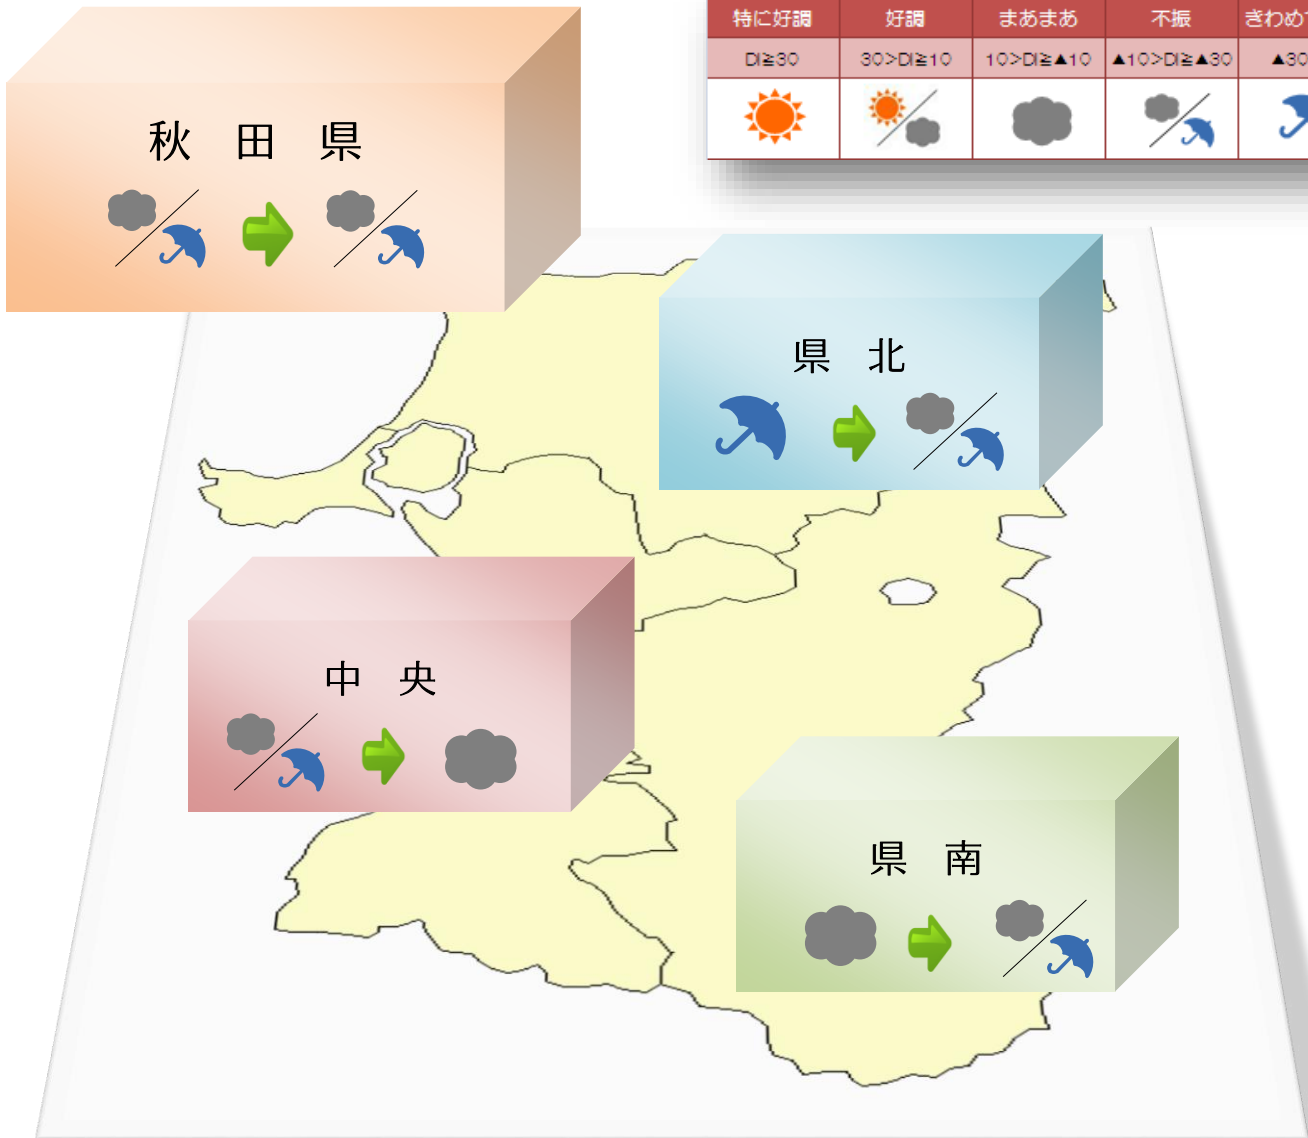 特に好調 好調 まあまあ 不振 きわめ
DI≧30 30>DI≧10 10>DI≧▲10 ▲10>DI≧▲30 ▲30
秋 田 県
県 北
中 央
県 南